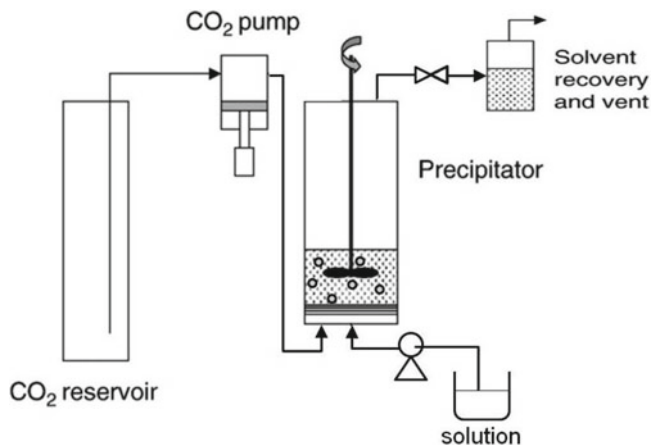 CO₂ pump
Solvent
recovery
and vent
Precipitator
CO₂ reservoir
solution